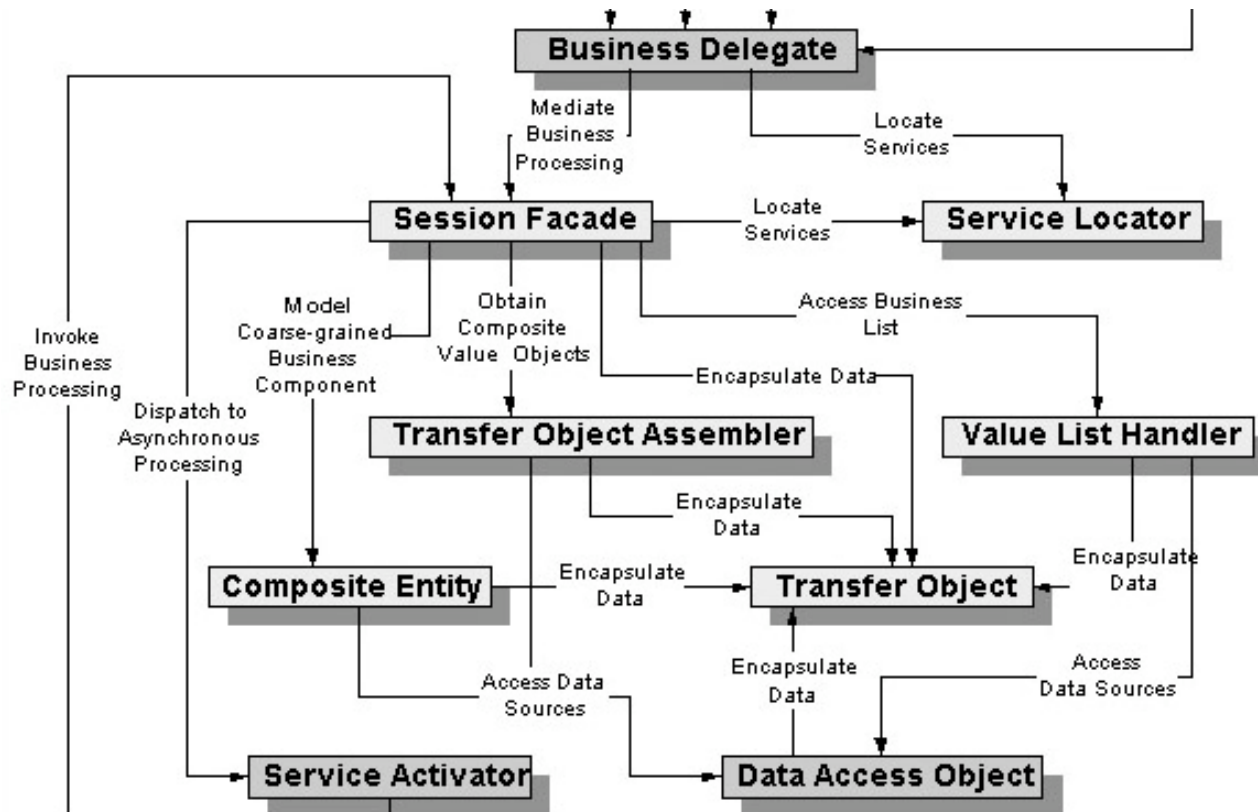 Business Delegate
Mediate
Business
Processing
Locate
Services
Session Facade
Locate
Services
Service Locator
Model
Coarse-grained
Business
Component
Obtain
Composite
Value Objects
Access Business
List
Invoke
Business
Processing
Encapsulate Data
Dispatch to
Asynchronous
Processing
Transfer Object Assembler
Value List Handler
Encapsulate
Data
Composite Entity
Encapsulate
Data
Transfer Object
Encapsulate
Data
Access Data
Sources
Encapsulate
Data
Access
Data Sources
Service Activator
Data Access Object